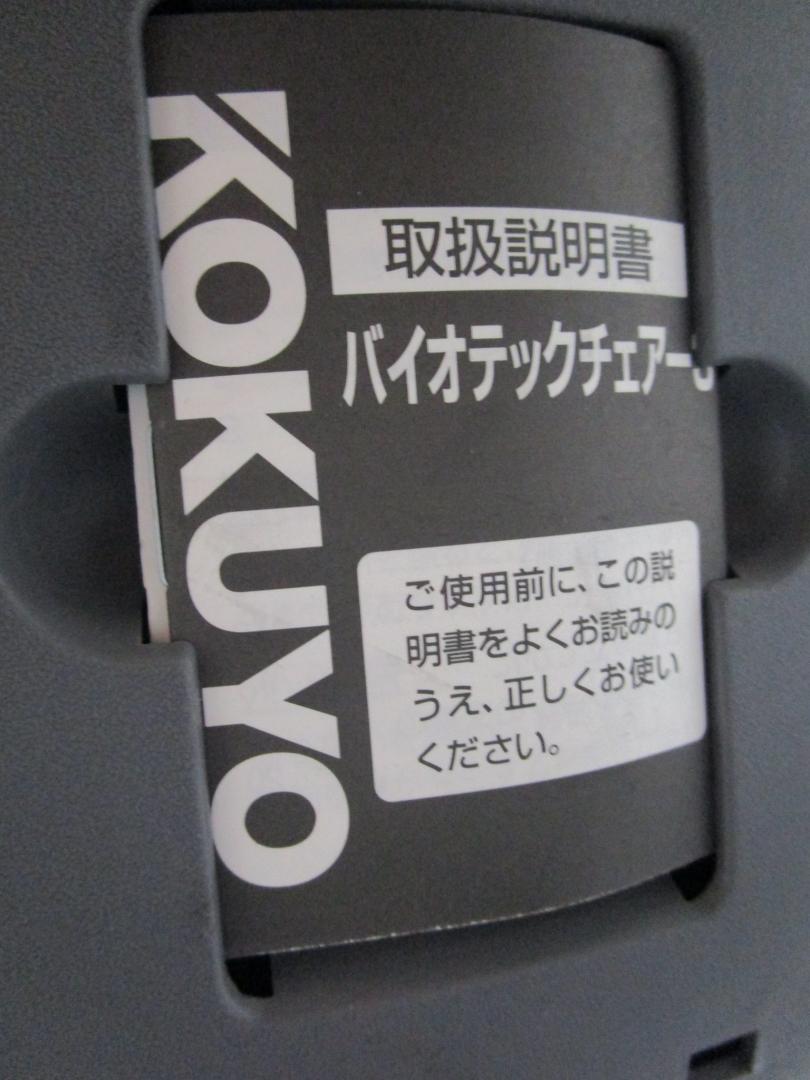 KOKUYO
取扱説明書
バイオテックチェアー
ご使用前に、この説
明書をよくお読みの
うえ、正しくお使い
ください。